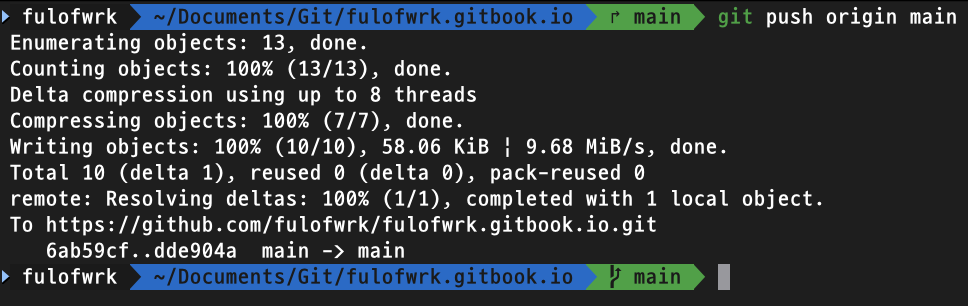 fulofwrk ~/Documents/Git/fulofwrk.gitbook.io main git push origin main
Enumerating objects: 13, done.
Counting objects: 100% (13/13), done.
Delta compression using up to 8 threads
Compressing objects: 100% (7/7), done.
Writing objects: 100% (10/10), 58.06 KiB ¦ 9.68 MiB/s, done.
Total 10 (delta 1), reused 0 (delta 0), pack-reused 0
remote: Resolving deltas: 100% (1/1), completed with 1 local object.
To https://github.com/fulofwrk/fulofwrk.gitbook.io.git
6ab59cf..dde904a main -> main
fulofwrk ~/Documents/Git/fulofwrk.gitbook.io main